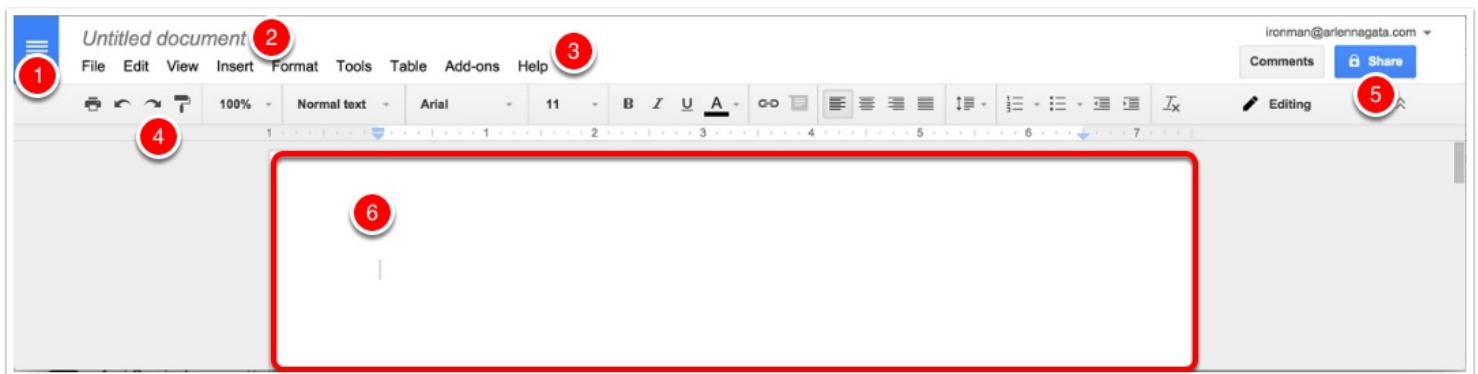 Untitled document 2
ironman@arlennagata.com
1 File Edit View Insert Format Tools Table Add-ons Help 3
Comments Share
100% Normal text Arial 11 B I U A Editing 5
4
1 1 2 3 4 5 6 7
6